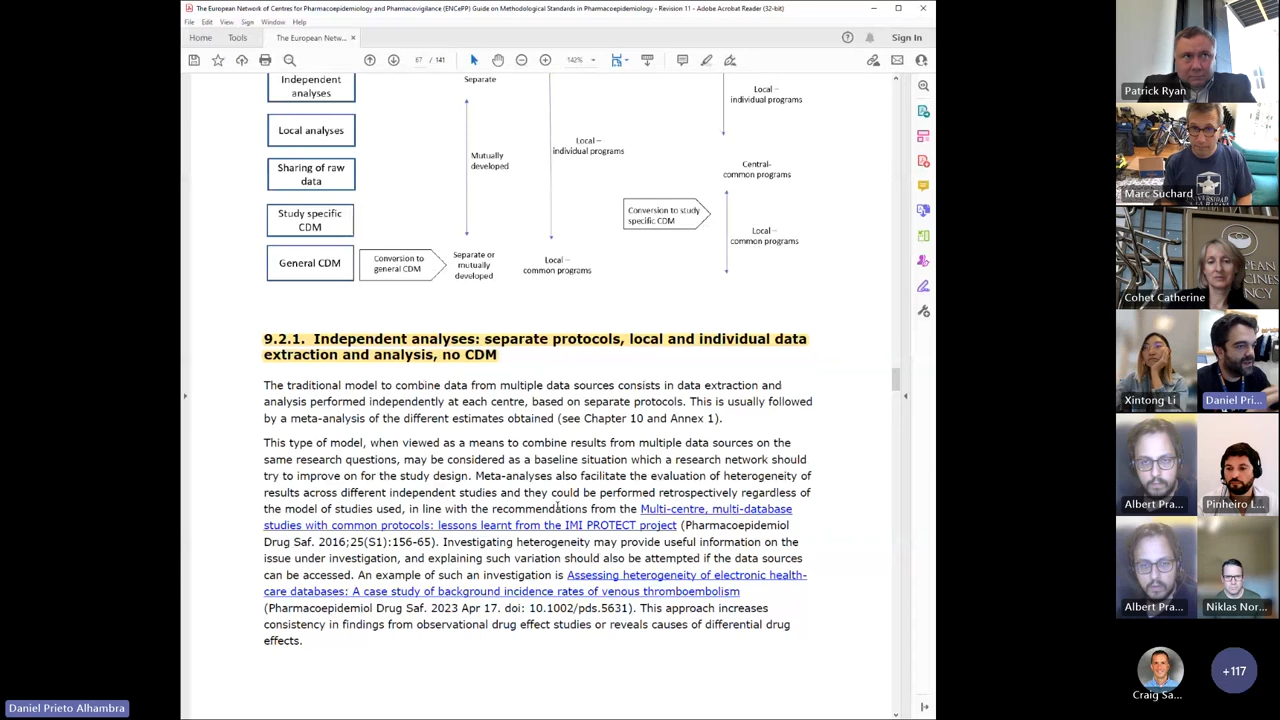 The European Network of Centres for Pharmacoepidemiology and Pharmacovigilance (ENCePP) Guide on Methodological Standards in Pharmacoepidemiology - Revision 11 - Adobe Acrobat Reader (32-bit)
File Edit View Sign Window Help
Home Tools The European Netw... × Sign In
67 / 141 142%
Independent analyses
Separate
Local –
individual programs
Local analyses
Local –
individual programs
Mutually
developed
Sharing of raw
data
Central-
common programs
Study specific
CDM
Conversion to study
specific CDM
Local –
common programs
General CDM
Conversion to
general CDM
Separate or
mutually
developed
Local –
common programs
9.2.1. Independent analyses: separate protocols, local and individual data
extraction and analysis, no CDM
The traditional model to combine data from multiple data sources consists in data extraction and
analysis performed independently at each centre, based on separate protocols. This is usually followed
by a meta-analysis of the different estimates obtained (see Chapter 10 and Annex 1).
This type of model, when viewed as a means to combine results from multiple data sources on the
same research questions, may be considered as a baseline situation which a research network should
try to improve on for the study design. Meta-analyses also facilitate the evaluation of heterogeneity of
results across different independent studies and they could be performed retrospectively regardless of
the model of studies used, in line with the recommendations from the Multi-centre, multi-database
studies with common protocols: lessons learnt from the IMI PROTECT project (Pharmacoepidemiol
Drug Saf. 2016;25(S1):156-65). Investigating heterogeneity may provide useful information on the
issue under investigation, and explaining such variation should also be attempted if the data sources
can be accessed. An example of such an investigation is Assessing heterogeneity of electronic health-
care databases: A case study of background incidence rates of venous thromboembolism
(Pharmacoepidemiol Drug Saf. 2023 Apr 17. doi: 10.1002/pds.5631). This approach increases
consistency in findings from observational drug effect studies or reveals causes of differential drug
effects.
Daniel Prieto Alhambra
Patrick Ryan
Marc Suchard
Cohet Catherine
Xintong Li
Daniel Pri...
Albert Pra...
Pinheiro L...
Albert Pra...
Niklas Nor...
Craig Sa...
+117